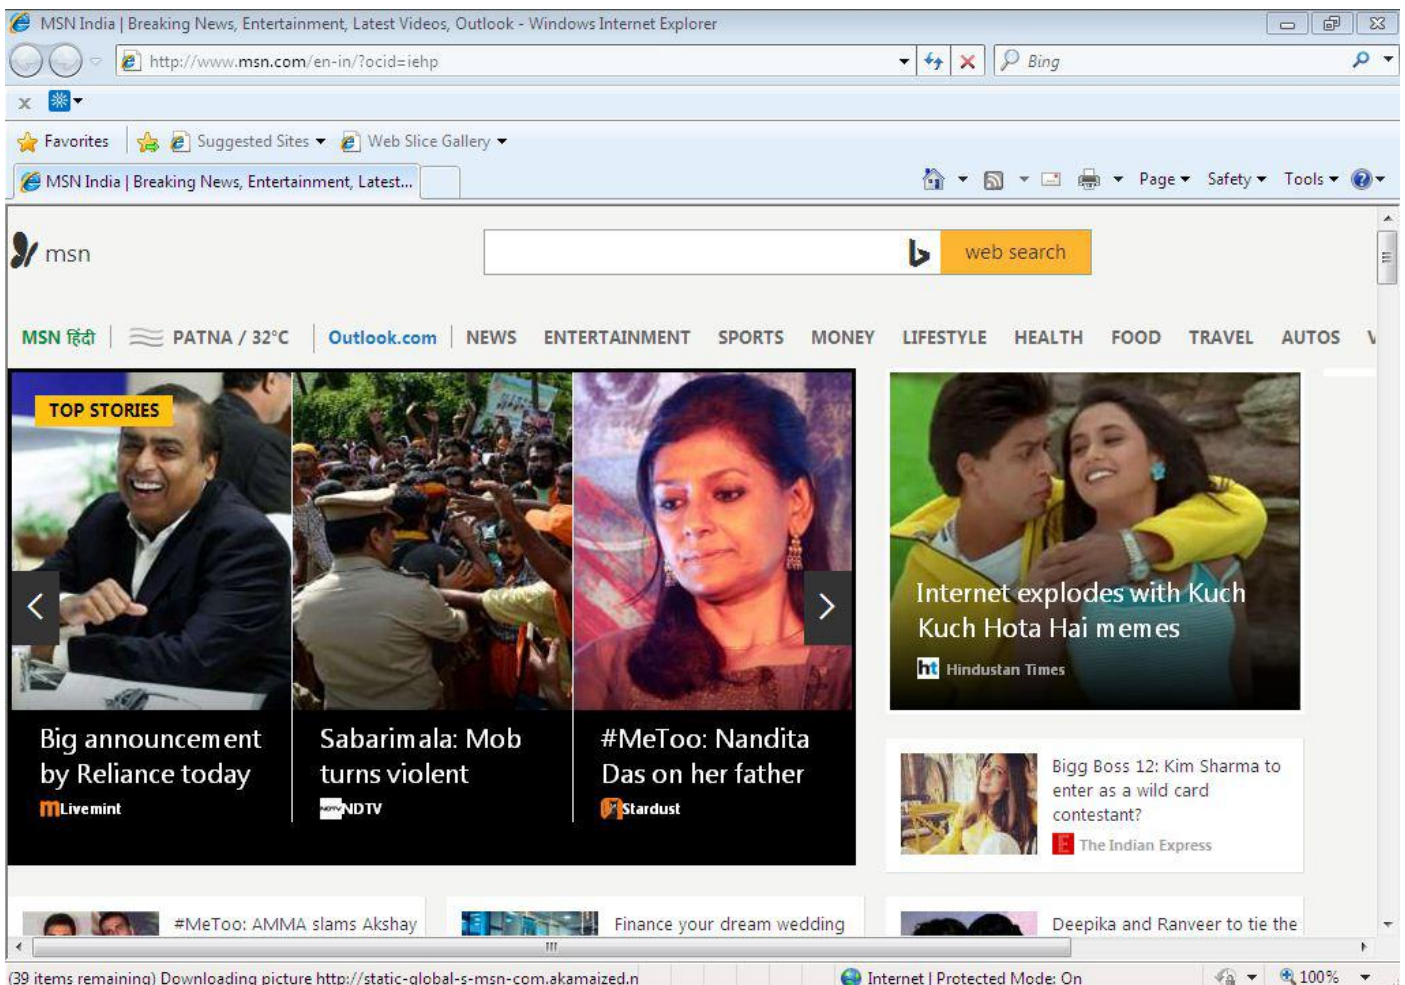 MSN India | Breaking News, Entertainment, Latest Videos, Outlook - Windows Internet Explorer
http://www.msn.com/en-in/?ocid=iehp
Bing
x
Favorites Suggested Sites Web Slice Gallery
MSN India | Breaking News, Entertainment, Latest... Page Safety Tools
msn
web search
MSN हिंदी PATNA / 32°C Outlook.com NEWS ENTERTAINMENT SPORTS MONEY LIFESTYLE HEALTH FOOD TRAVEL AUTOS
TOP STORIES
Big announcement
by Reliance today
Livemint
Sabarimala: Mob
turns violent
NDTV
#MeToo: Nandita
Das on her father
Stardust
Internet explodes with Kuch
Kuch Hota Hai memes
ht Hindustan Times
Bigg Boss 12: Kim Sharma to
enter as a wild card
contestant?
The Indian Express
#MeToo: AMMA slams Akshay
Finance your dream wedding
Deepika and Ranveer to tie the
(39 items remaining) Downloading picture http://static-global-s-msn-com.akamaized.n
Internet | Protected Mode: On
100%